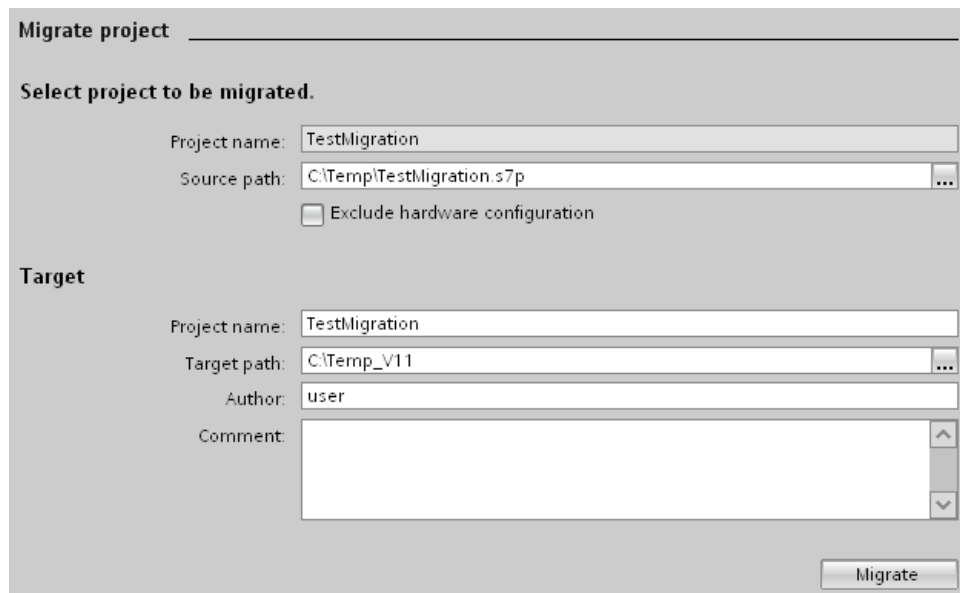 Migrate project
Select project to be migrated.
Project name: TestMigration
Source path: C:\Temp\TestMigration.s7p ...
Exclude hardware configuration
Target
Project name: TestMigration
Target path: C:\Temp_V11 ...
Author: user
Comment:
Migrate